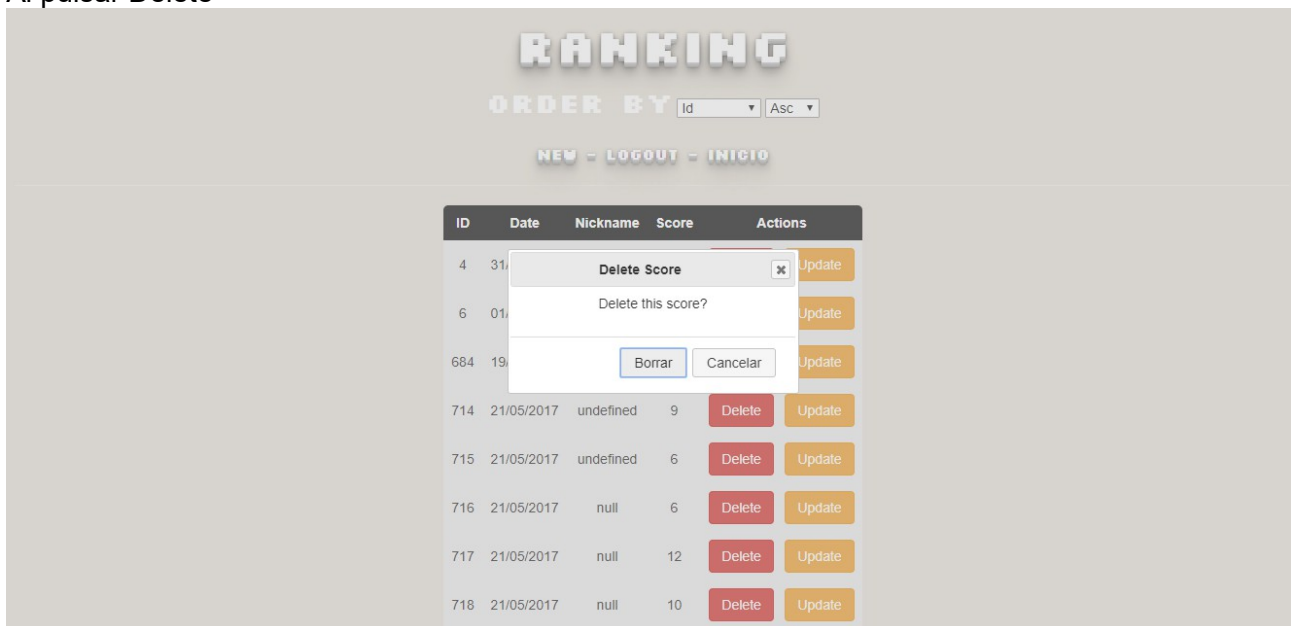 RANKING
ORDER BY Id Asc
NEW - LOGOUT - INICIO
ID Date Nickname Score Actions
4 31/ Update
Delete Score
6 01/ Delete this score? Update
684 19/ Borrar Cancelar Update
714 21/05/2017 undefined 9 Delete Update
715 21/05/2017 undefined 6 Delete Update
716 21/05/2017 null 6 Delete Update
717 21/05/2017 null 12 Delete Update
718 21/05/2017 null 10 Delete Update